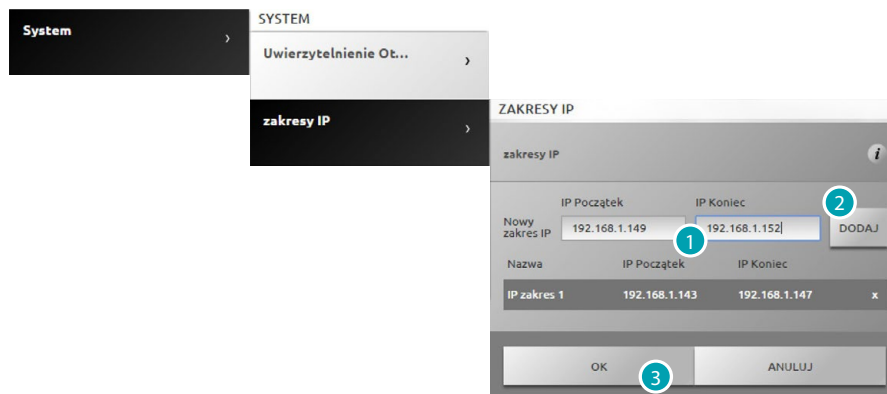 System
›
SYSTEM
Uwierzytelnienie Ot...
›
zakresy IP
›
ZAKRESY IP
zakresy IP
i
IP Początek IP Koniec
2
Nowy
zakres IP
192.168.1.149 192.168.1.152 DODAJ
1
Nazwa IP Początek IP Koniec
IP zakres 1 192.168.1.143 192.168.1.147 x
OK ANULUJ
3